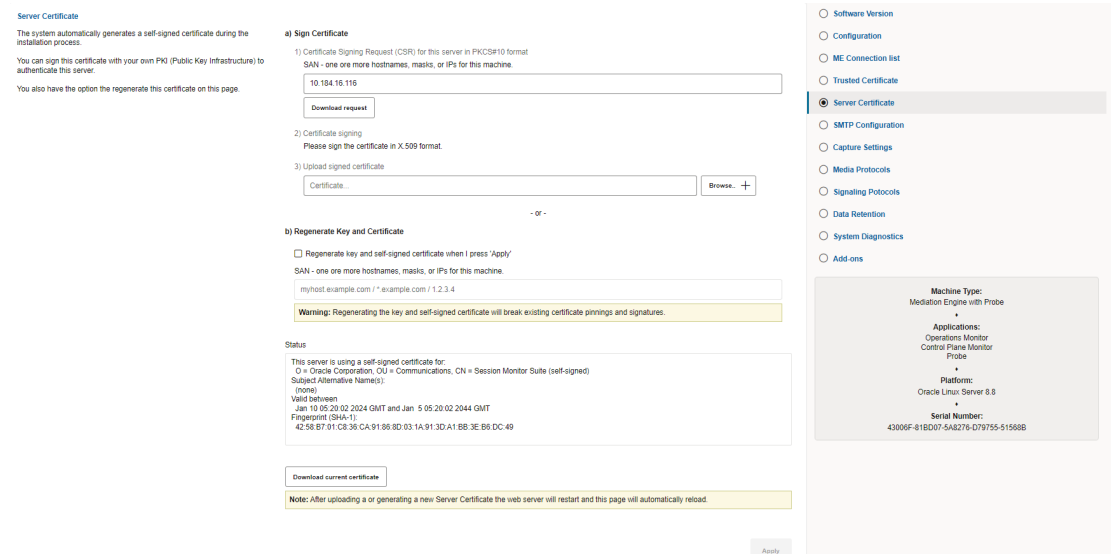 Server Certificate
The system automatically generates a self-signed certificate during the
installation process.
You can sign this certificate with your own PKI (Public Key Infrastructure) to
authenticate this server.
You also have the option the regenerate this certificate on this page.
a) Sign Certificate
1) Certificate Signing Request (CSR) for this server in PKCS#10 format
SAN - one ore more hostnames, masks, or IPs for this machine.
10.184.16.116
Download request
2) Certificate signing
Please sign the certificate in X.509 format.
3) Upload signed certificate
Certificate...
Browse.. +
- or -
b) Regenerate Key and Certificate
Regenerate key and self-signed certificate when I press 'Apply'
SAN - one ore more hostnames, masks, or IPs for this machine.
myhost.example.com / *.example.com / 1.2.3.4
Warning: Regenerating the key and self-signed certificate will break existing certificate pinnings and signatures.
Status
This server is using a self-signed certificate for:
O = Oracle Corporation, OU = Communications, CN = Session Monitor Suite (self-signed)
Subject Alternative Name(s):
(none)
Valid between
Jan 10 05:20:02 2024 GMT and Jan 5 05:20:02 2044 GMT
Fingerprint (SHA-1):
42:58:B7:01:C8:36:CA:91:86:8D:03:1A:91:3D:A1:BB:3E:B6:DC:49
Download current certificate
Note: After uploading a or generating a new Server Certificate the web server will restart and this page will automatically reload.
Apply
Software Version
Configuration
ME Connection list
Trusted Certificate
Server Certificate
SMTP Configuration
Capture Settings
Media Protocols
Signaling Potocols
Data Retention
System Diagnostics
Add-ons
Machine Type:
Mediation Engine with Probe
Applications:
Operations Monitor
Control Plane Monitor
Probe
Platform:
Oracle Linux Server 8.8
Serial Number:
43006F-81BD07-5A8276-D79755-51568B